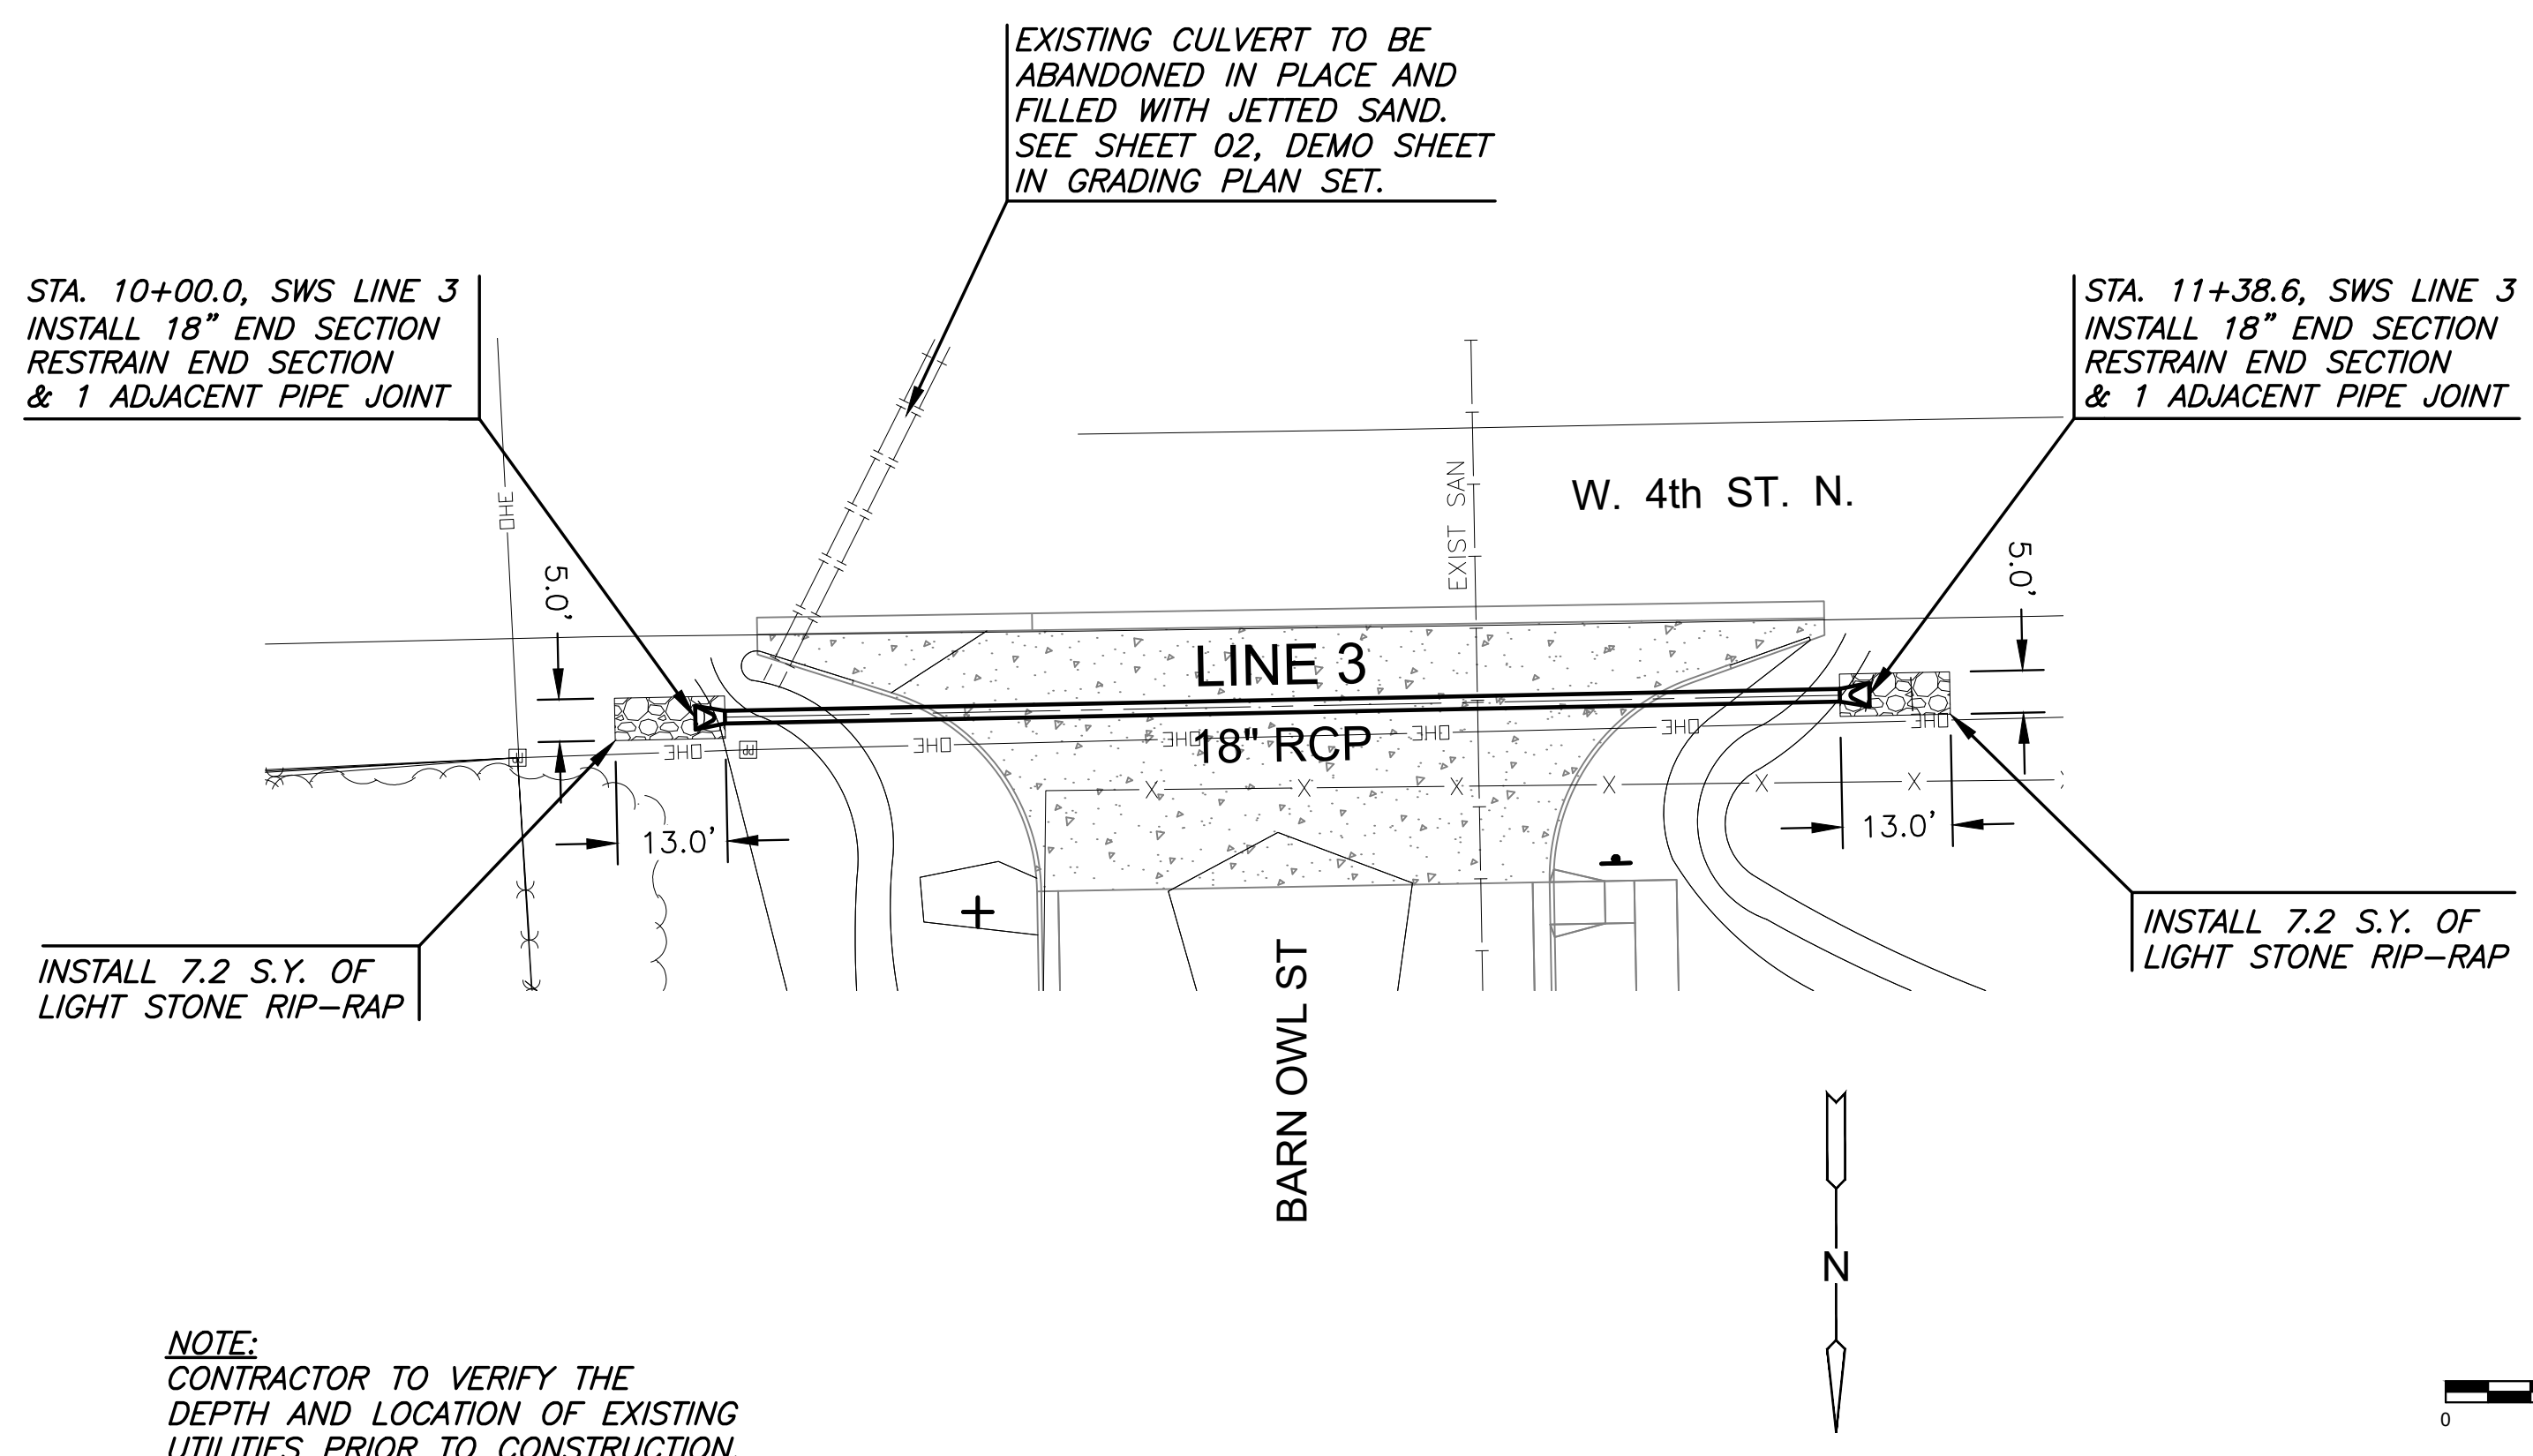 EXISTING CULVERT TO BE
ABANDONED IN PLACE AND
FILLED WITH JETTED SAND.
SEE SHEET 02, DEMO SHEET
IN GRADING PLAN SET.
STA. 10+00.0, SWS LINE 3
INSTALL 18" END SECTION
RESTRAIN END SECTION
& 1 ADJACENT PIPE JOINT
STA. 11+38.6, SWS LINE 3
INSTALL 18" END SECTION
RESTRAIN END SECTION
& 1 ADJACENT PIPE JOINT
OHE
EXIST SAN
W. 4th ST. N.
5.0'
5.0'
LINE 3
18" RCP
OHE
OHE
OHE
OHE
OHE
OHE
X
X
X
X
X
X
13.0'
13.0'
INSTALL 7.2 S.Y. OF
LIGHT STONE RIP-RAP
INSTALL 7.2 S.Y. OF
LIGHT STONE RIP-RAP
BARN OWL ST
N
NOTE:
CONTRACTOR TO VERIFY THE
DEPTH AND LOCATION OF EXISTING
UTILITIES PRIOR TO CONSTRUCTION.
0